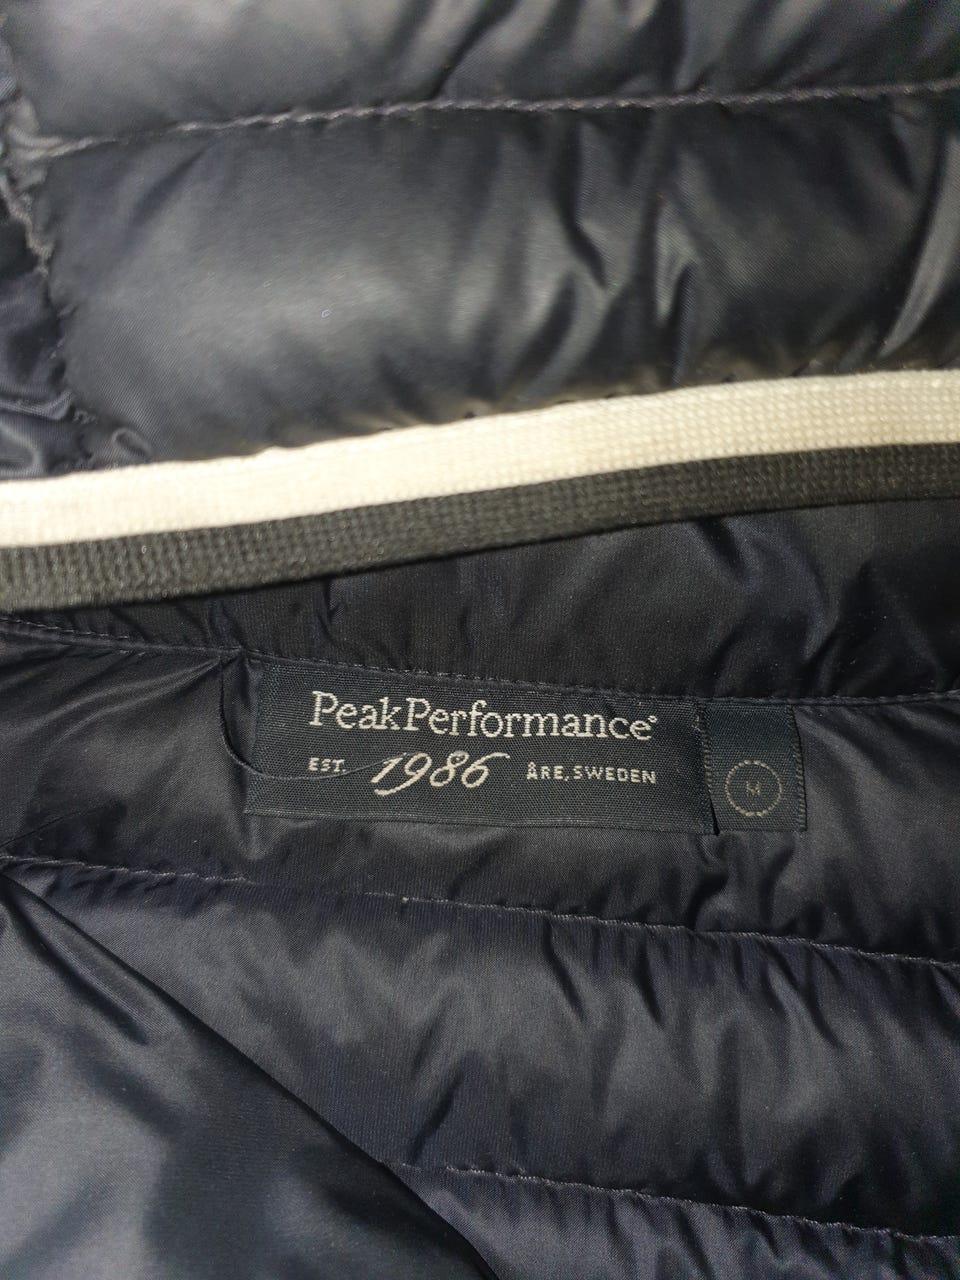 PeakPerformance®
EST. 1986 ÅRE, SWEDEN
M